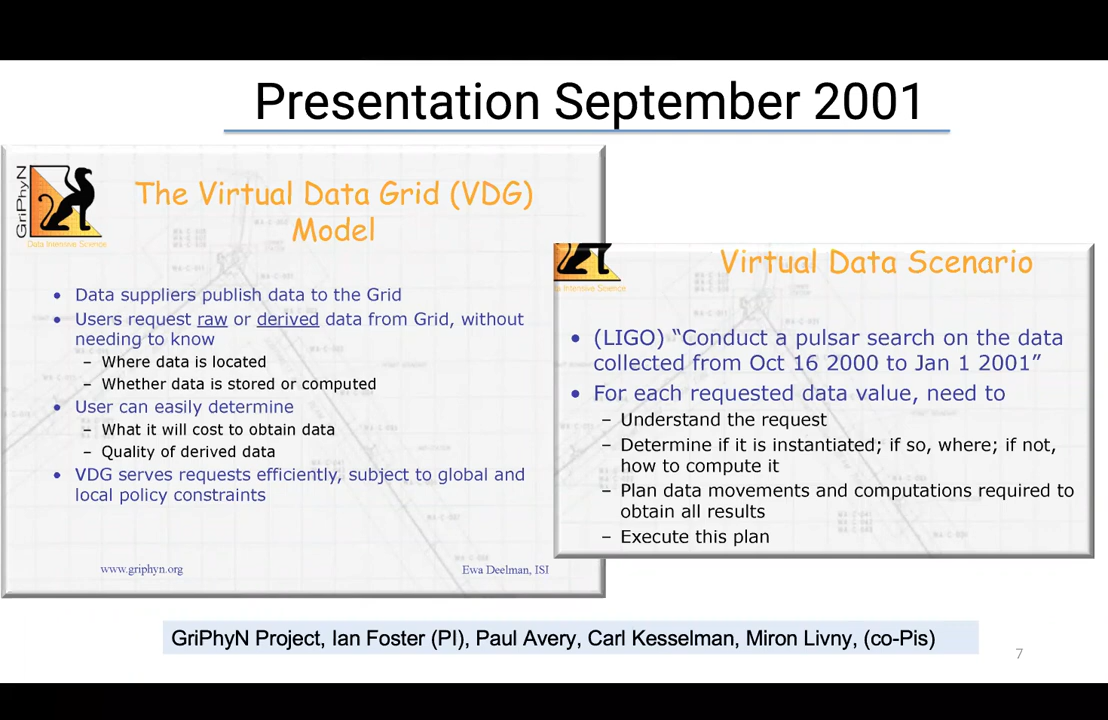 Presentation September 2001
GriPhyN
Data Intensive Science
The Virtual Data Grid (VDG)
Model
• Data suppliers publish data to the Grid
• Users request raw or derived data from Grid, without
needing to know
– Where data is located
– Whether data is stored or computed
• User can easily determine
– What it will cost to obtain data
– Quality of derived data
• VDG serves requests efficiently, subject to global and
local policy constraints
www.griphyn.org
Ewa Deelman, ISI
Intensive Science
Virtual Data Scenario
• (LIGO) “Conduct a pulsar search on the data
collected from Oct 16 2000 to Jan 1 2001”
• For each requested data value, need to
– Understand the request
– Determine if it is instantiated; if so, where; if not,
how to compute it
– Plan data movements and computations required to
obtain all results
– Execute this plan
GriPhyN Project, Ian Foster (PI), Paul Avery, Carl Kesselman, Miron Livny, (co-Pis)
7